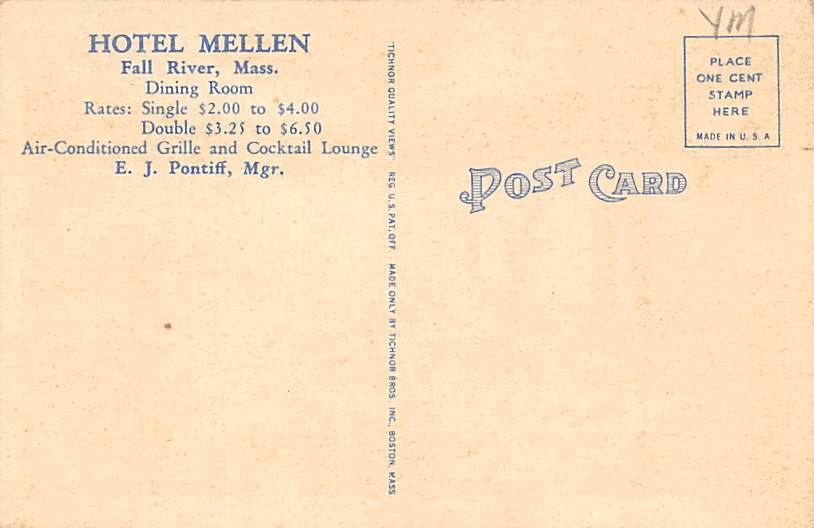 HOTEL MELLEN
Fall River, Mass.
Dining Room
Rates: Single $2.00 to $4.00
Double $3.25 to $6.50
Air-Conditioned Grille and Cocktail Lounge
E. J. Pontiff, Mgr.
"TICHNOR QUALITY VIEWS" REG. U. S. PAT. OFF. MADE ONLY BY TICHNOR BROS. INC., BOSTON, MASS.
YM
PLACE
ONE CENT
STAMP
HERE
MADE IN U. S. A
POST CARD